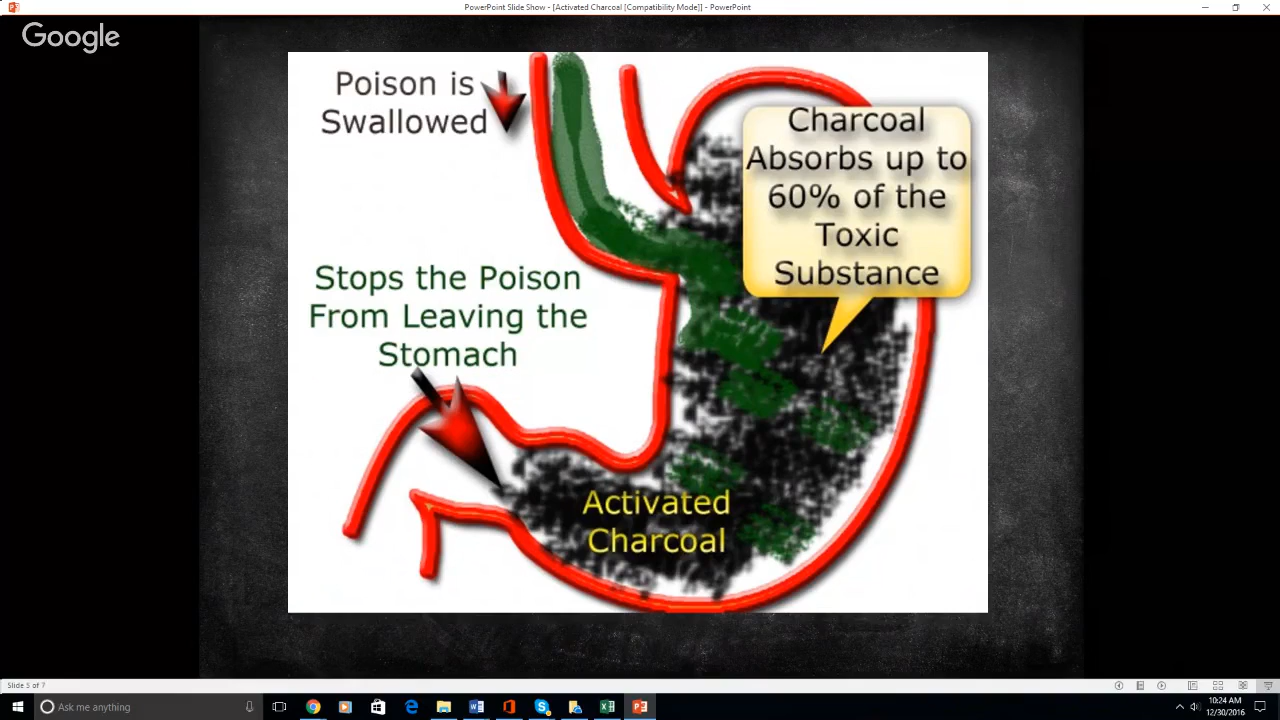 PowerPoint Slide Show - [Activated Charcoal [Compatibility Mode]] - PowerPoint
Google
Poison is
Swallowed
Charcoal
Absorbs up to
60% of the
Toxic
Substance
Stops the Poison
From Leaving the
Stomach
Activated
Charcoal
Slide 5 of 7
Ask me anything
10:24 AM
12/30/2016